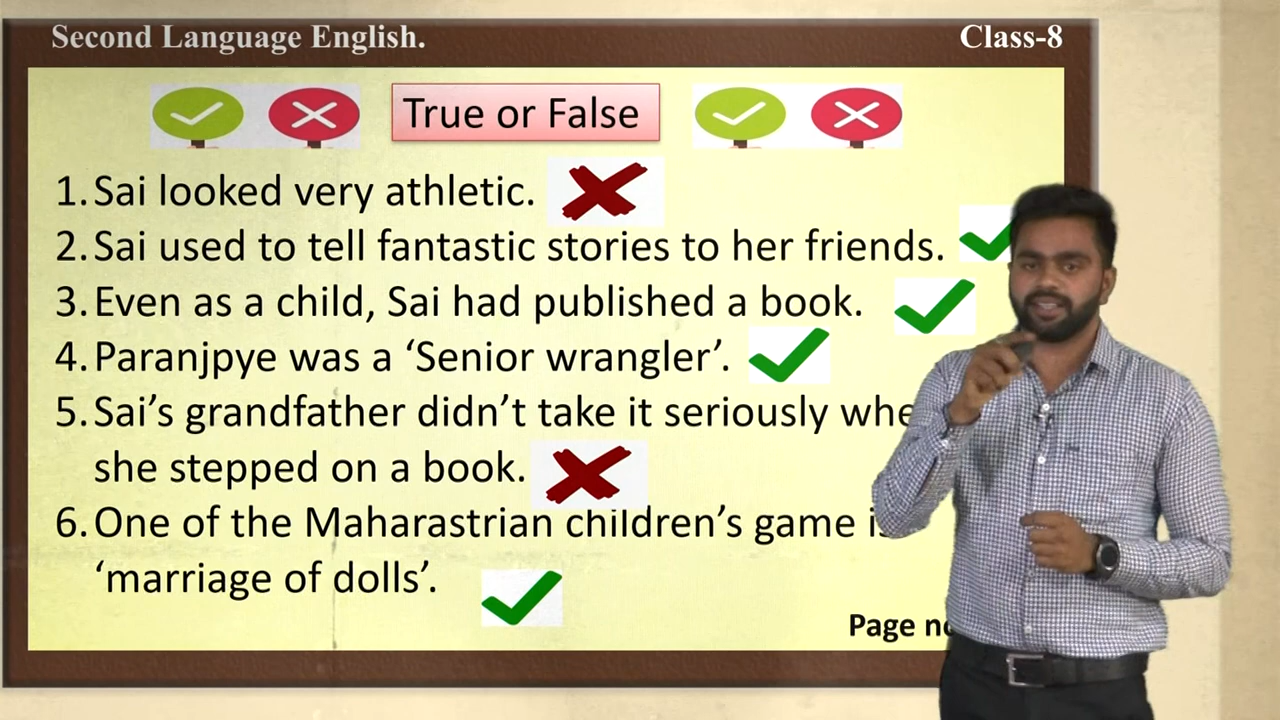 Second Language English.
Class-8
True or False
1. Sai looked very athletic.
2. Sai used to tell fantastic stories to her friends.
3. Even as a child, Sai had published a book.
4. Paranjpye was a ‘Senior wrangler’.
5. Sai’s grandfather didn’t take it seriously
she stepped on a book.
6. One of the Maharastrian children’s game
‘marriage of dolls’.
Page